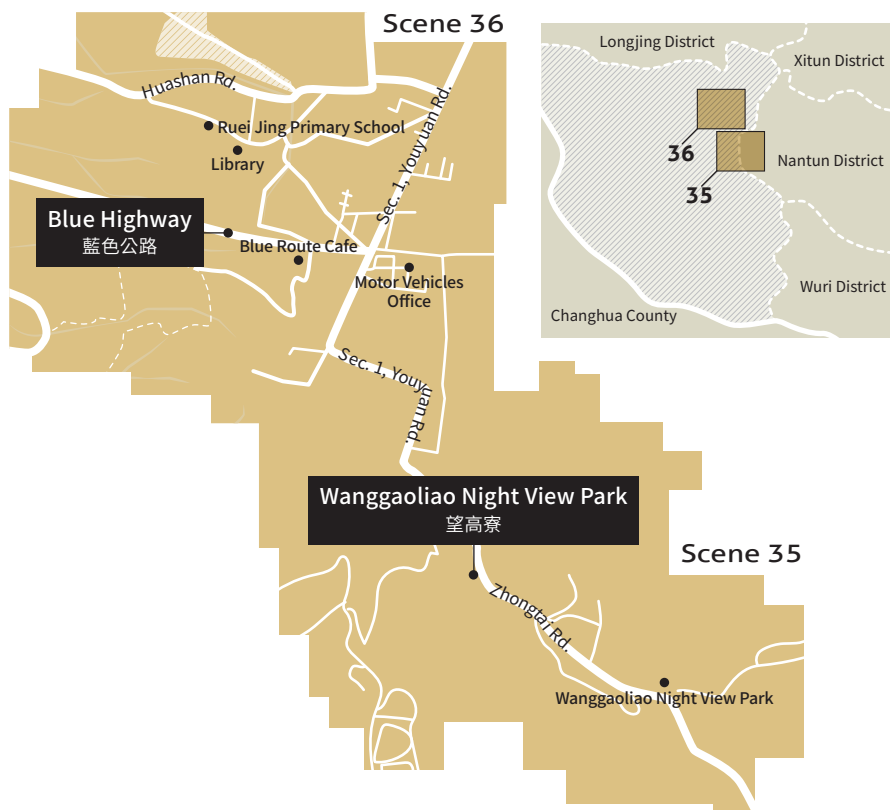 Scene 36
Huashan Rd.
Ruei Jing Primary School
Library
Sec. 1, Youyuan Rd.
Blue Highway
藍色公路
Blue Route Cafe
Motor Vehicles
Office
Sec. 1, Youyuan Rd.
Wanggaoliao Night View Park
望高寮
Scene 35
Zhongtai Rd.
Wanggaoliao Night View Park
Longjing District
Xitun District
36
Nantun District
35
Wuri District
Changhua County